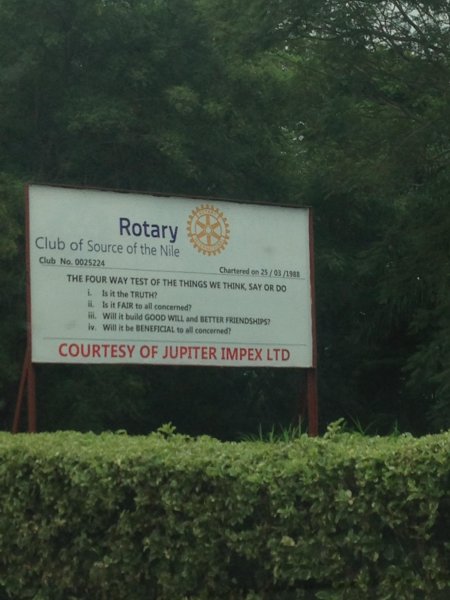 Rotary
Club of Source of the Nile
Club No. 0025224
Chartered on 25 / 03 / 1988
THE FOUR WAY TEST OF THE THINGS WE THINK, SAY OR DO
i. Is it the TRUTH?
ii. Is it FAIR to all concerned?
iii. Will it build GOOD WILL and BETTER FRIENDSHIPS?
iv. Will it be BENEFICIAL to all concerned?
COURTESY OF JUPITER IMPEX LTD